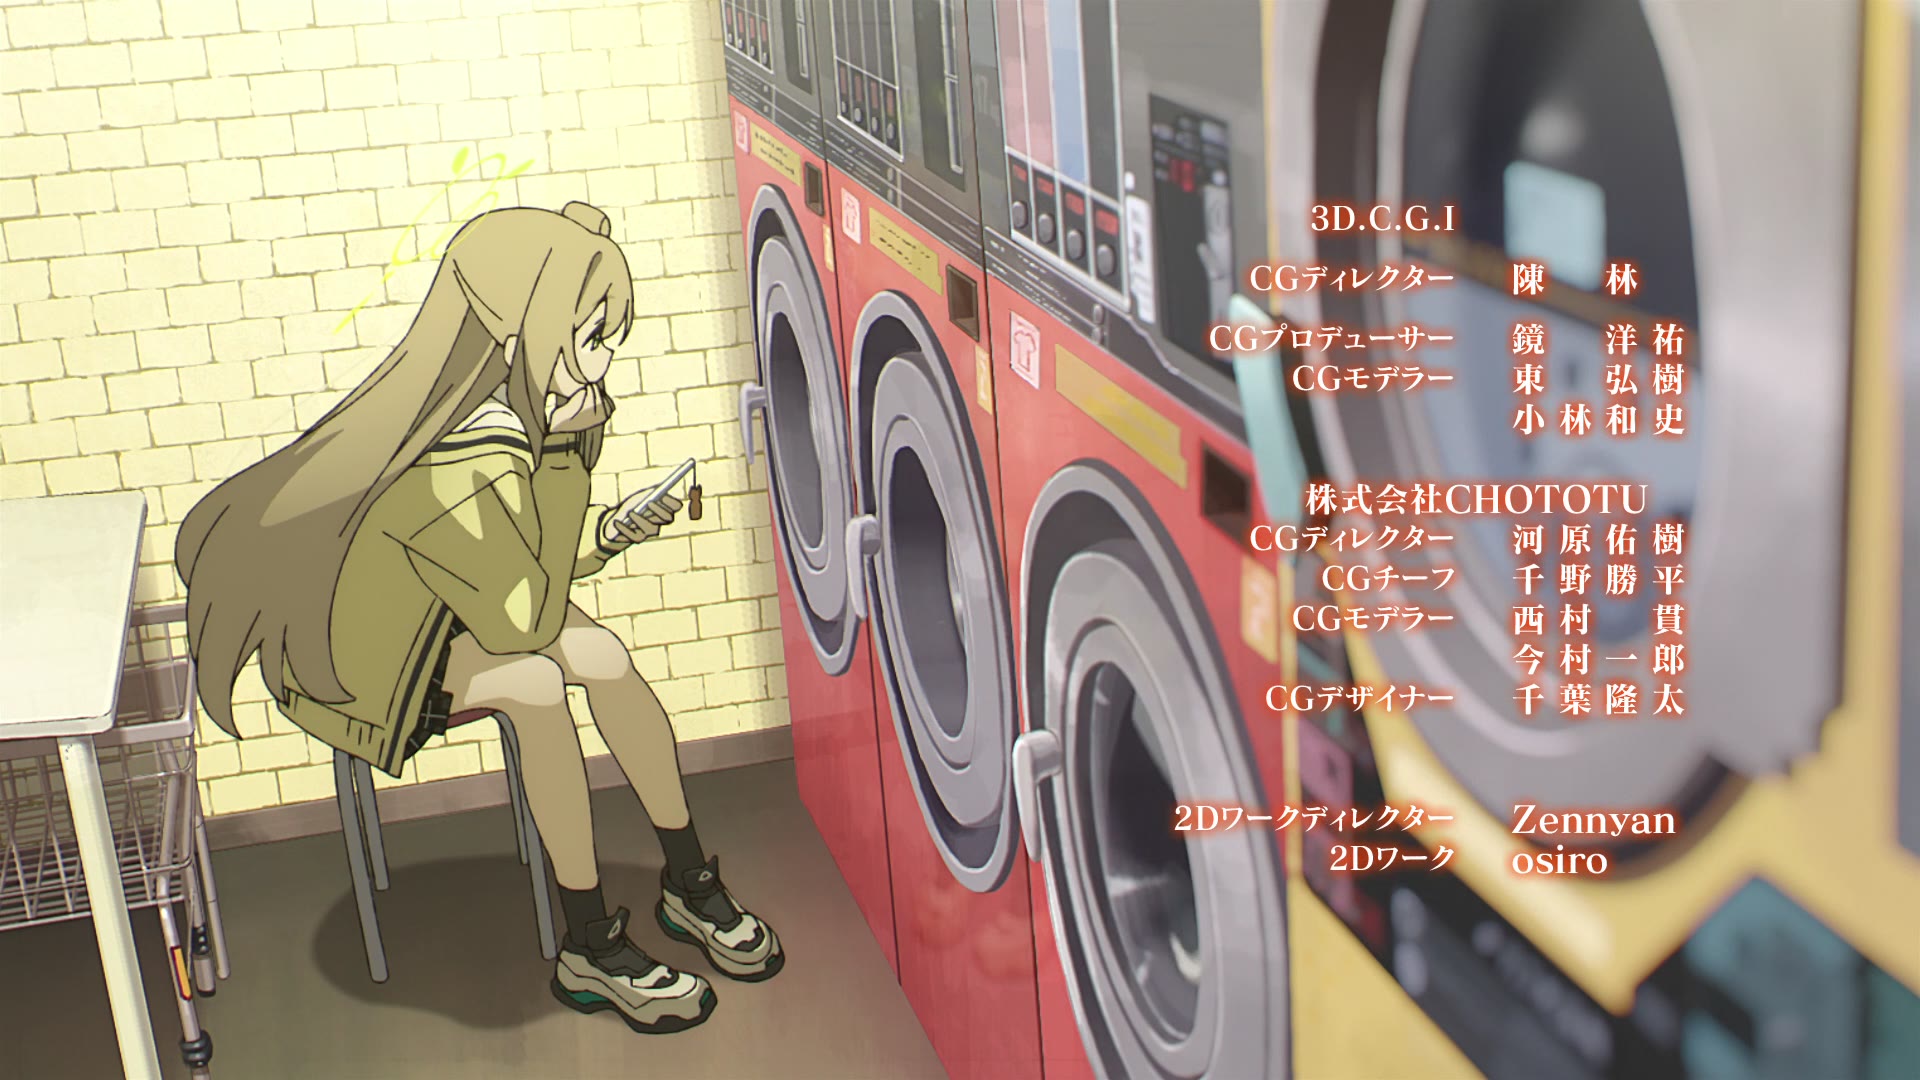 3D.C.G.I
CGディレクター 陳 林
CGプロデューサー 鏡 洋祐
CGモデラー 東 弘樹
小林和史
株式会社CHOTOTU
CGディレクター 河原佑樹
CGチーフ 千野勝平
CGモデラー 西村 貫
今村一郎
CGデザイナー 千葉隆太
2Dワークディレクター Zennyan
2Dワーク osiro